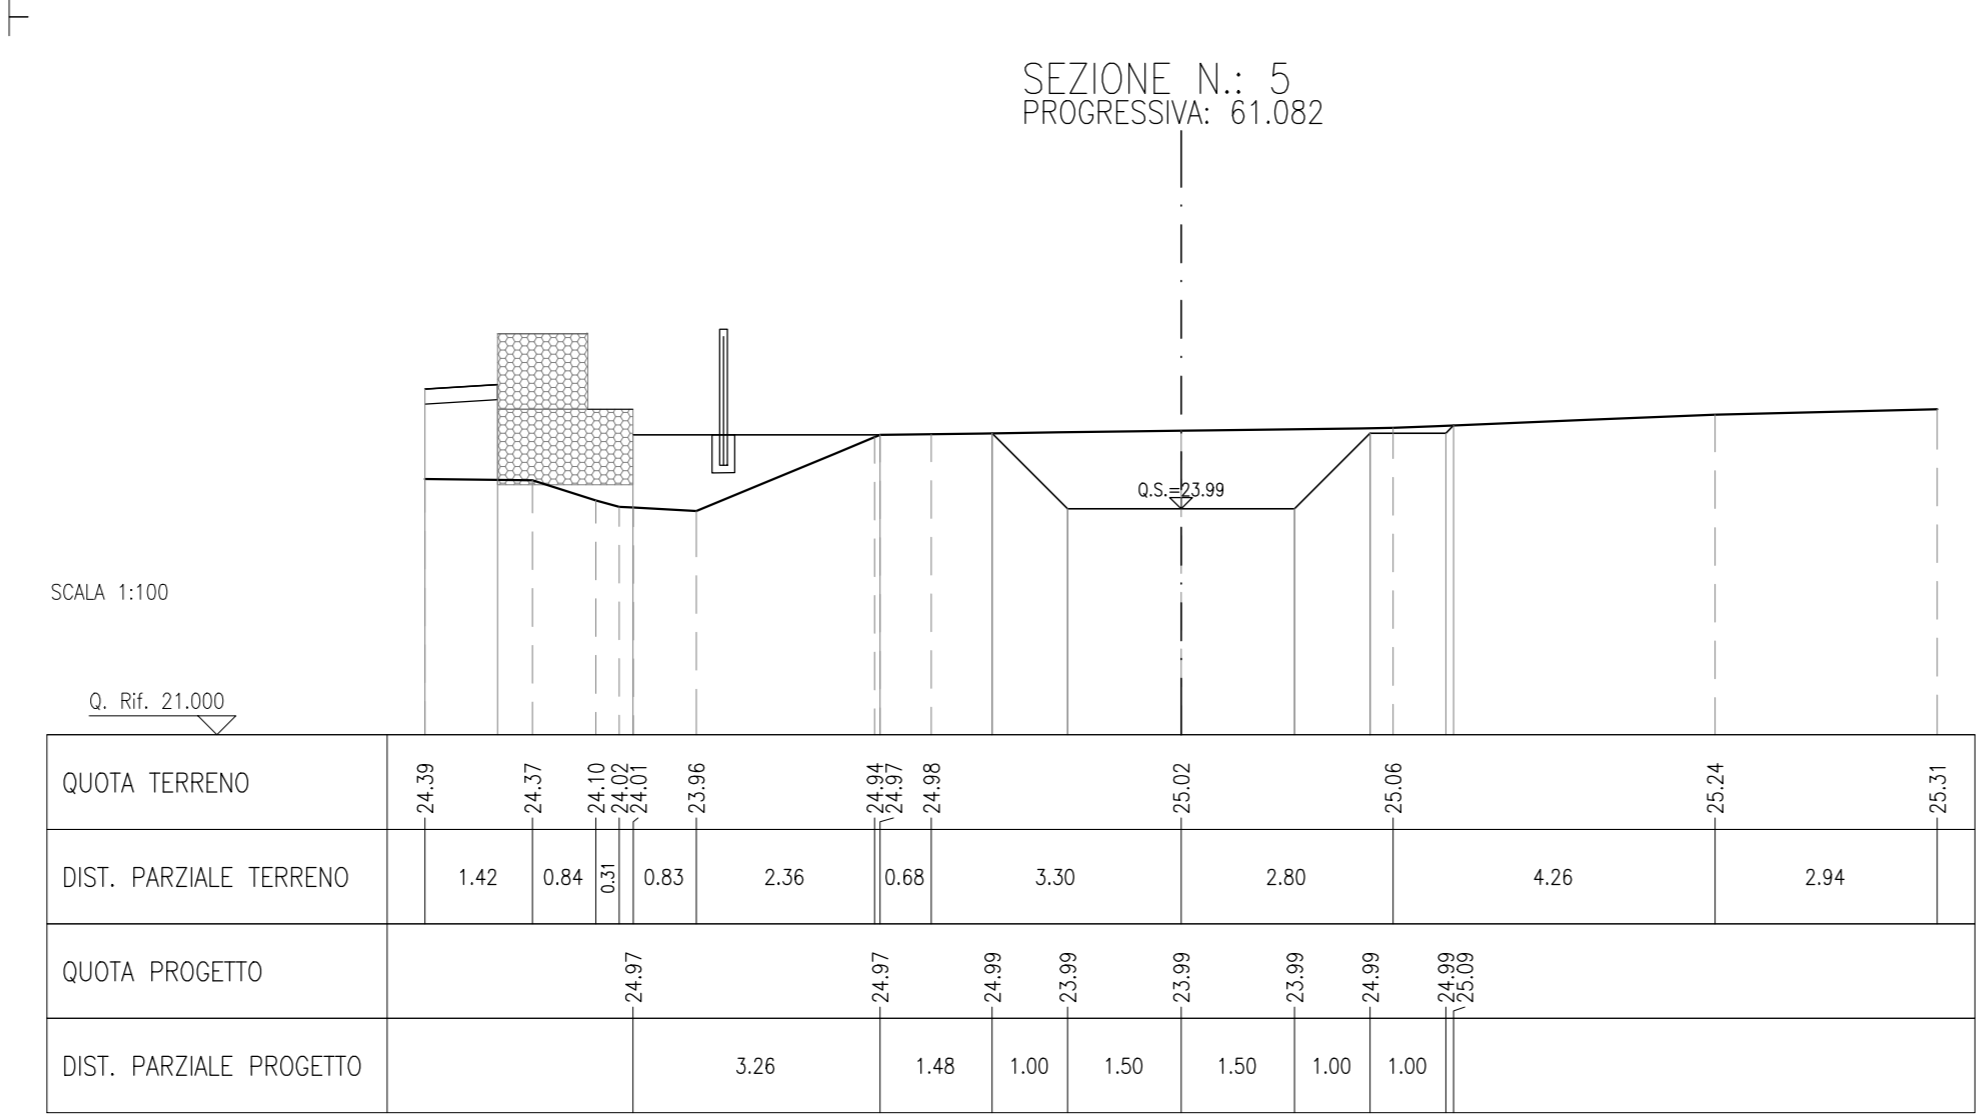 SEZIONE N.: 5
PROGRESSIVA: 61.082
Q.S.=23.99
SCALA 1:100
Q. Rif. 21.000
QUOTA TERRENO 24.39 24.37 24.10 24.02 24.01 23.96 24.94 24.97 24.98 25.02 25.06 25.24 25.31
DIST. PARZIALE TERRENO 1.42 0.84 0.31 0.83 2.36 0.68 3.30 2.80 4.26 2.94
QUOTA PROGETTO 24.97 24.97 24.99 23.99 23.99 23.99 24.99 24.99 25.09
DIST. PARZIALE PROGETTO 3.26 1.48 1.00 1.50 1.50 1.00 1.00